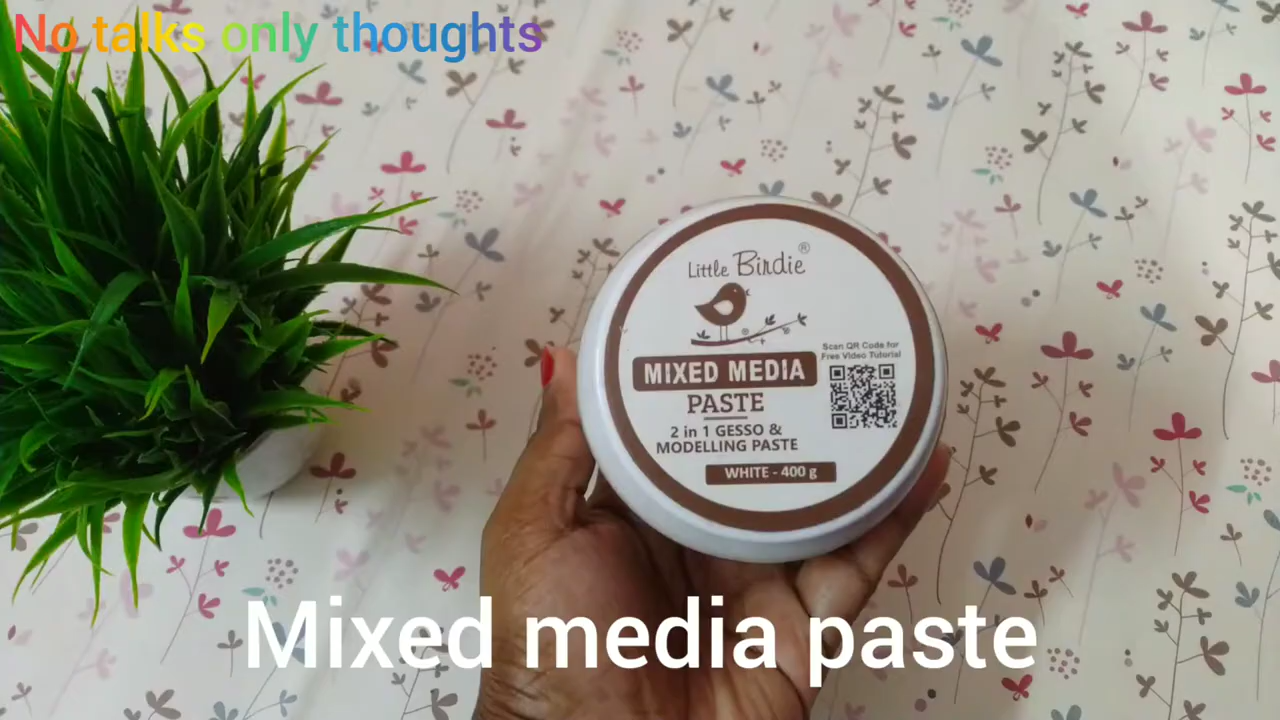 No talks only thoughts
Little Birdie®
MIXED MEDIA
PASTE
2 in 1 GESSO &
MODELLING PASTE
WHITE - 400 g
Scan QR Code for
Free Video Tutorial
Mixed media paste